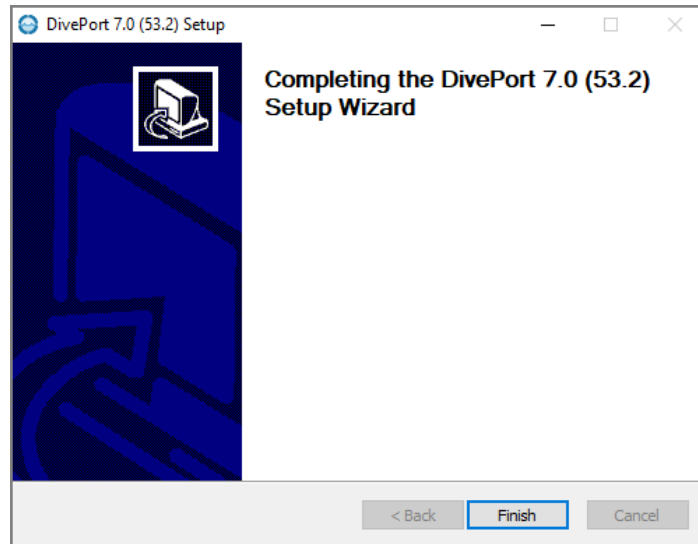 DivePort 7.0 (53.2) Setup
Completing the DivePort 7.0 (53.2)
Setup Wizard
< Back
Finish
Cancel